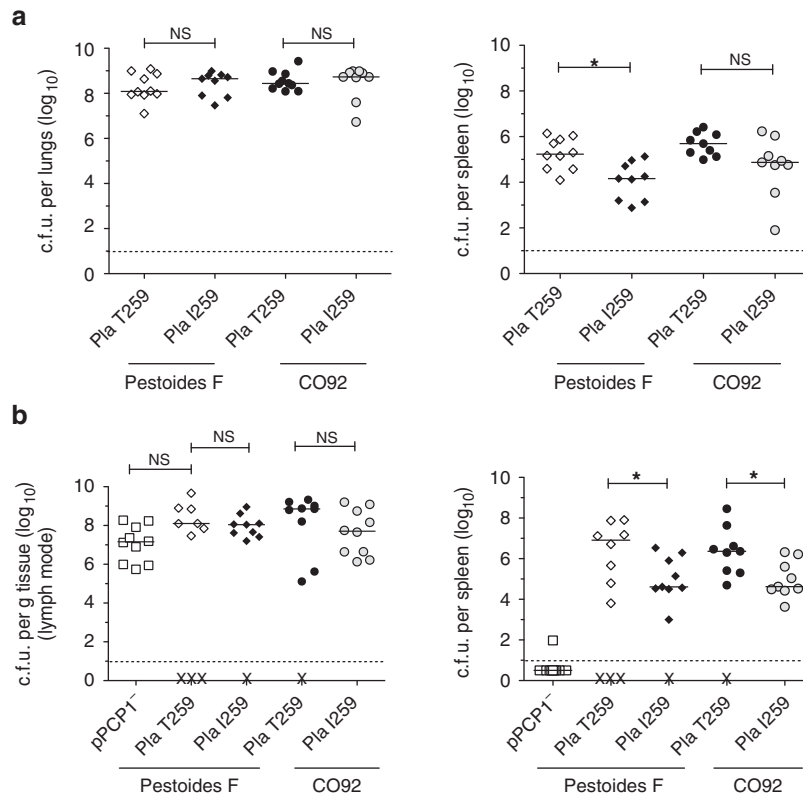 a
NS
NS
c.f.u. per lungs (log10)
10
8
6
4
2
0
Pla T259
Pla I259
Pla T259
Pla I259
Pestoides F
CO92
*
NS
c.f.u. per spleen (log10)
10
8
6
4
2
0
Pla T259
Pla I259
Pla T259
Pla I259
Pestoides F
CO92
b
NS
NS
NS
c.f.u. per g tissue (log10)
(lymph mode)
10
8
6
4
2
0
X X X
X
X
pPCP1⁻
Pla T259
Pla I259
Pla T259
Pla I259
Pestoides F
CO92
*
*
c.f.u. per spleen (log10)
10
8
6
4
2
0
X X X
X
X
pPCP1⁻
Pla T259
Pla I259
Pla T259
Pla I259
Pestoides F
CO92